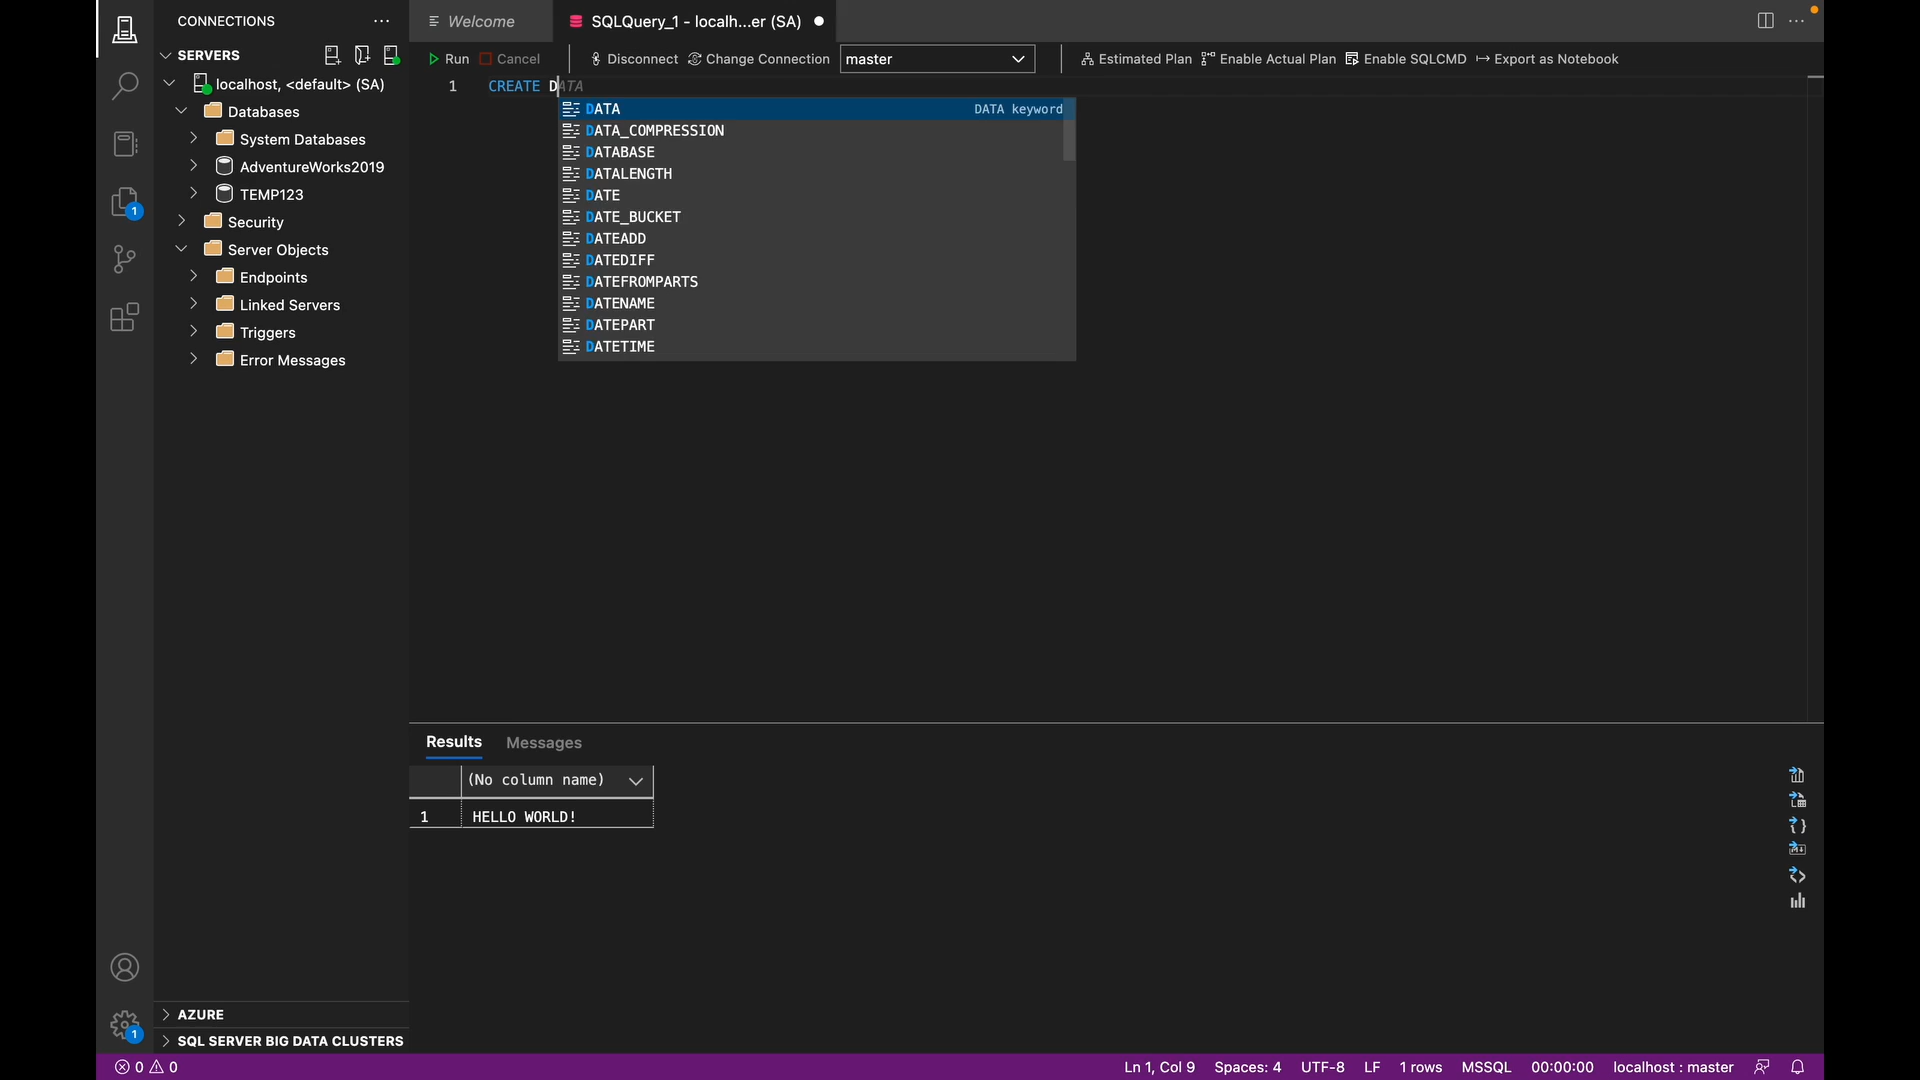 CONNECTIONS
SERVERS
localhost, <default> (SA)
Databases
System Databases
AdventureWorks2019
TEMP123
Security
Server Objects
Endpoints
Linked Servers
Triggers
Error Messages
1
AZURE
1
SQL SERVER BIG DATA CLUSTERS
Welcome
SQLQuery_1 - localh...er (SA)
Run Cancel Disconnect Change Connection master Estimated Plan Enable Actual Plan Enable SQLCMD Export as Notebook
1 CREATE DATA
DATA DATA keyword
DATA_COMPRESSION
DATABASE
DATALENGTH
DATE
DATE_BUCKET
DATEADD
DATEDIFF
DATEFROMPARTS
DATENAME
DATEPART
DATETIME
Results Messages
(No column name)
1 HELLO WORLD!
0 0 Ln 1, Col 9 Spaces: 4 UTF-8 LF 1 rows MSSQL 00:00:00 localhost : master